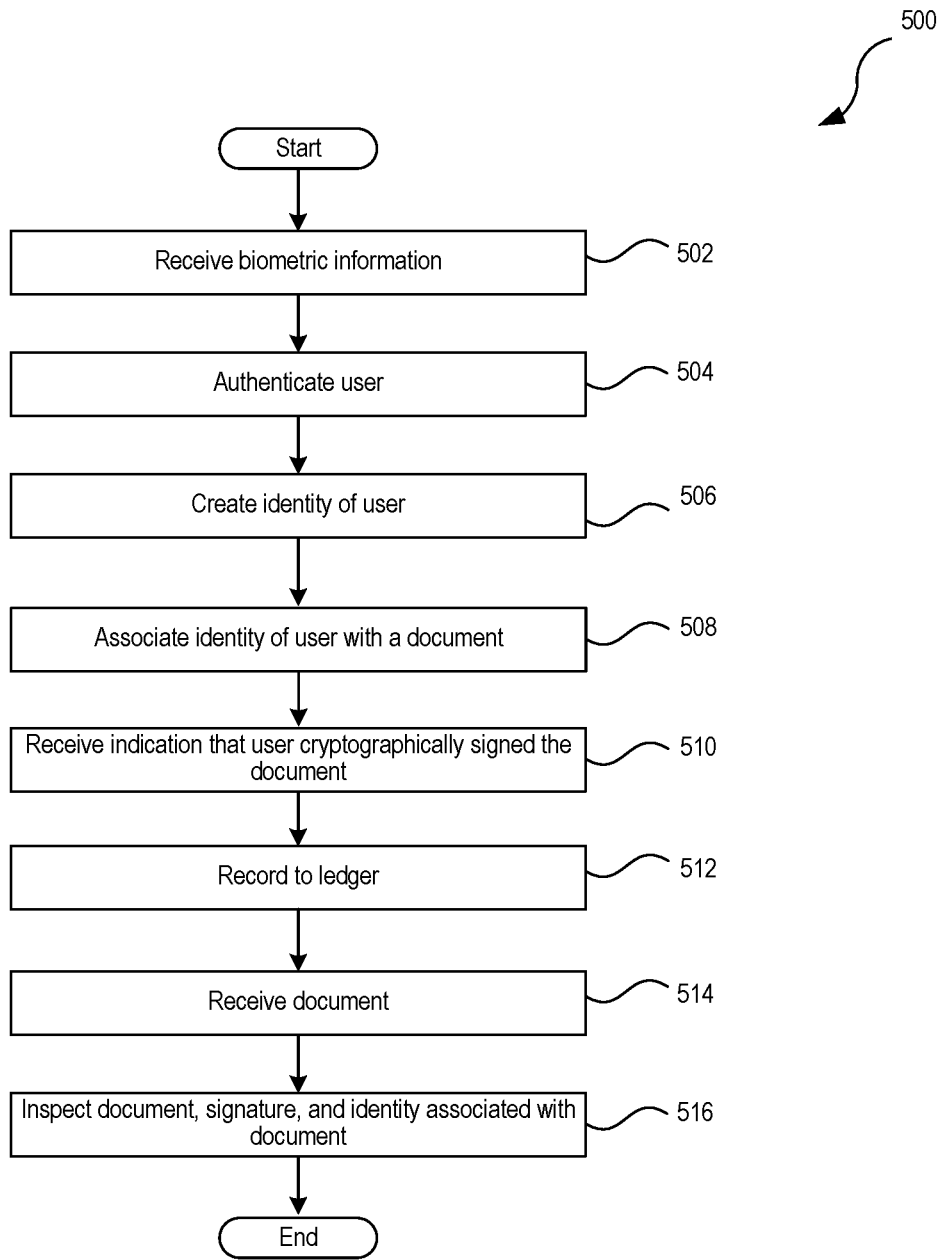 500
Start
Receive biometric information
502
Authenticate user
504
Create identity of user
506
Associate identity of user with a document
508
Receive indication that user cryptographically signed the
document
510
Record to ledger
512
Receive document
514
Inspect document, signature, and identity associated with
document
516
End